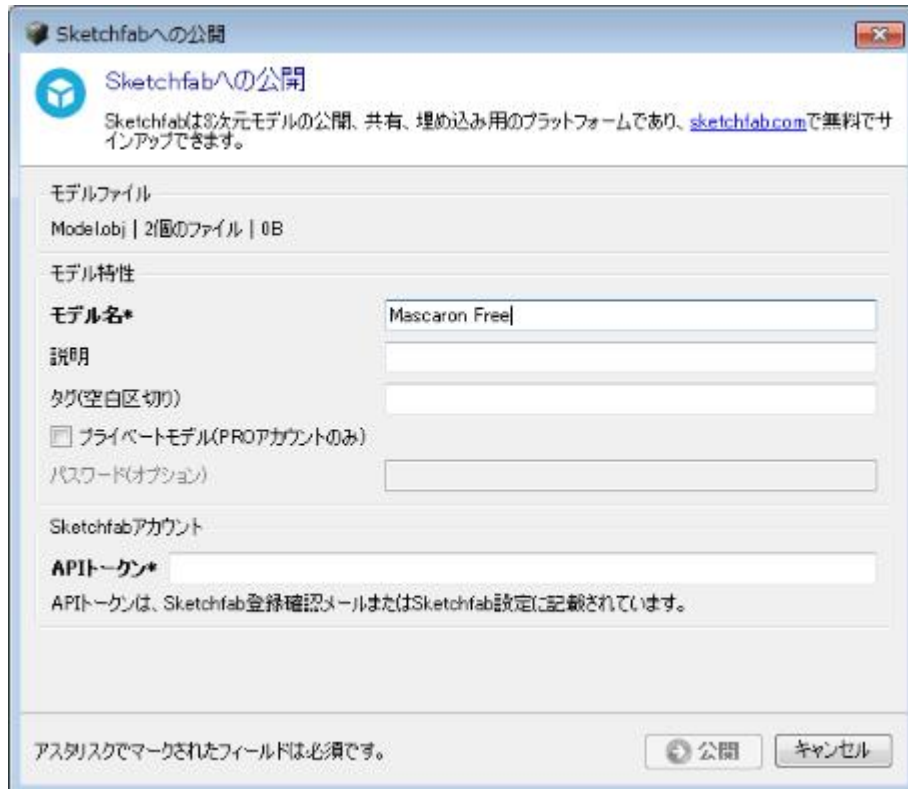 Sketchfabへの公開
Sketchfabへの公開
Sketchfabは3次元モデルの公開、共有、埋め込み用のプラットフォームであり、sketchfab.comで無料でサ
インアップできます。
モデルファイル
Model.obj | 2個のファイル | 0B
モデル特性
モデル名*
Mascaron Free
説明
タグ(空白区切り)
プライベートモデル(PROアカウントのみ)
パスワード(オプション)
Sketchfabアカウント
APIトークン*
APIトークンは、Sketchfab登録確認メールまたはSketchfab設定に記載されています。
アスタリスクでマークされたフィールドは必須です。
公開
キャンセル